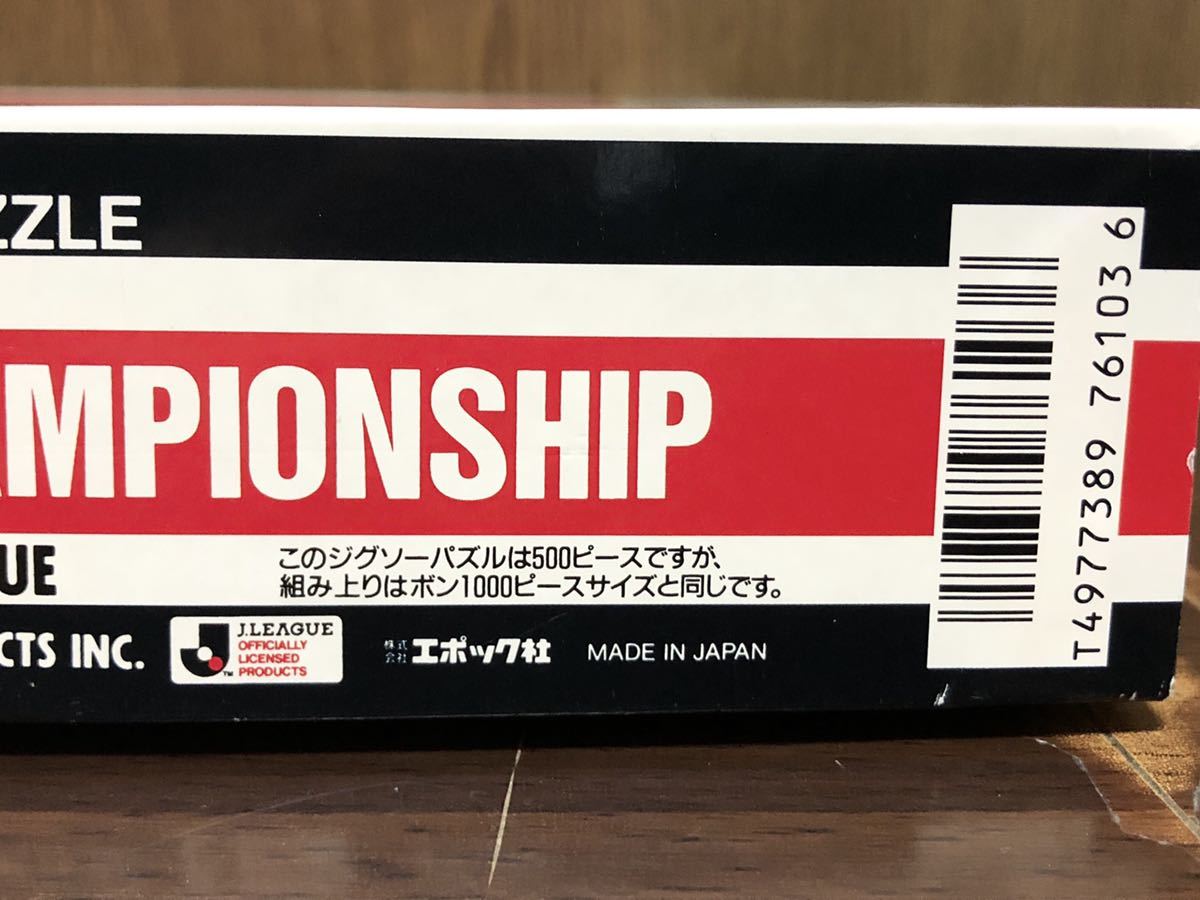 ZZLE
AMPIONSHIP
UE
このジグソーパズルは500ピースですが、
組み上りはボン1000ピースサイズと同じです。
CTS INC.
J.LEAGUE
OFFICIALLY
LICENSED
PRODUCTS
TM
株式会社 エポック社
MADE IN JAPAN
T4977389 76103 6